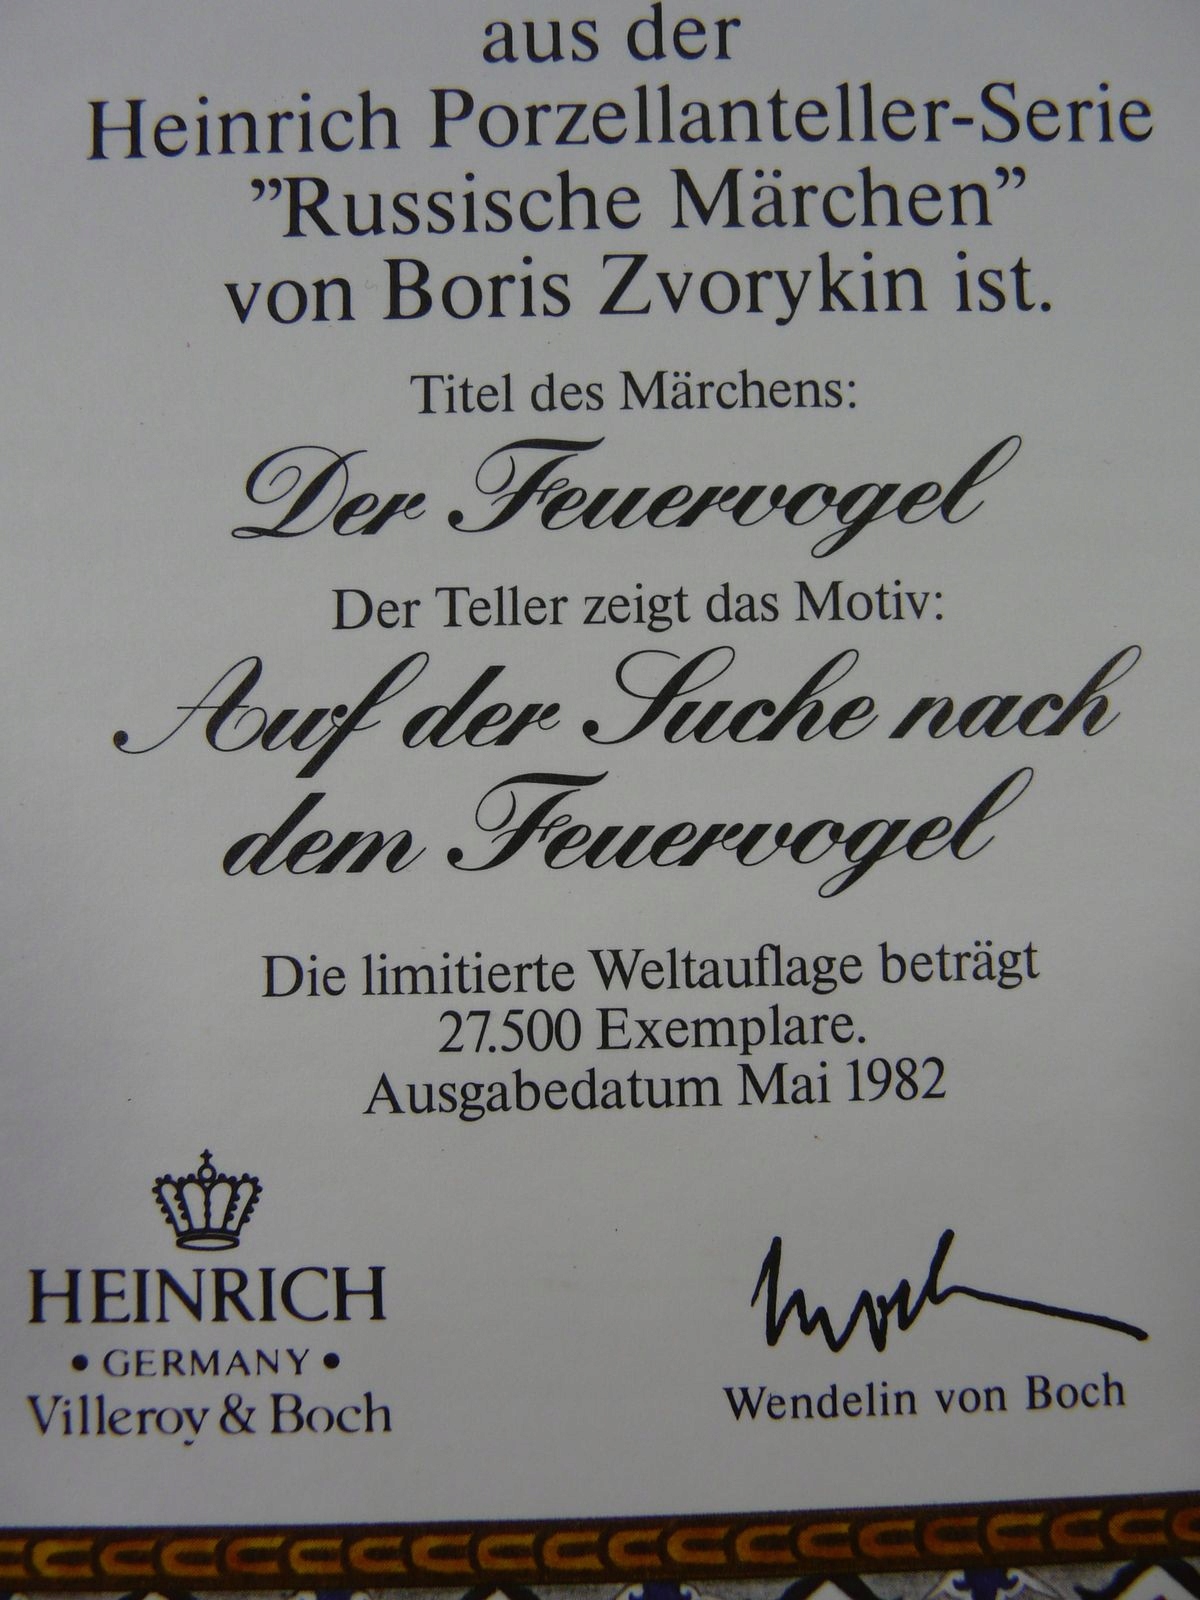 aus der
Heinrich Porzellanteller-Serie
”Russische Märchen”
von Boris Zvorykin ist.
Titel des Märchens:
Der Feuervogel
Der Teller zeigt das Motiv:
Auf der Suche nach
dem Feuervogel
Die limitierte Weltauflage beträgt
27.500 Exemplare.
Ausgabedatum Mai 1982
HEINRICH
• GERMANY •
Villeroy & Boch
Wendelin von Boch